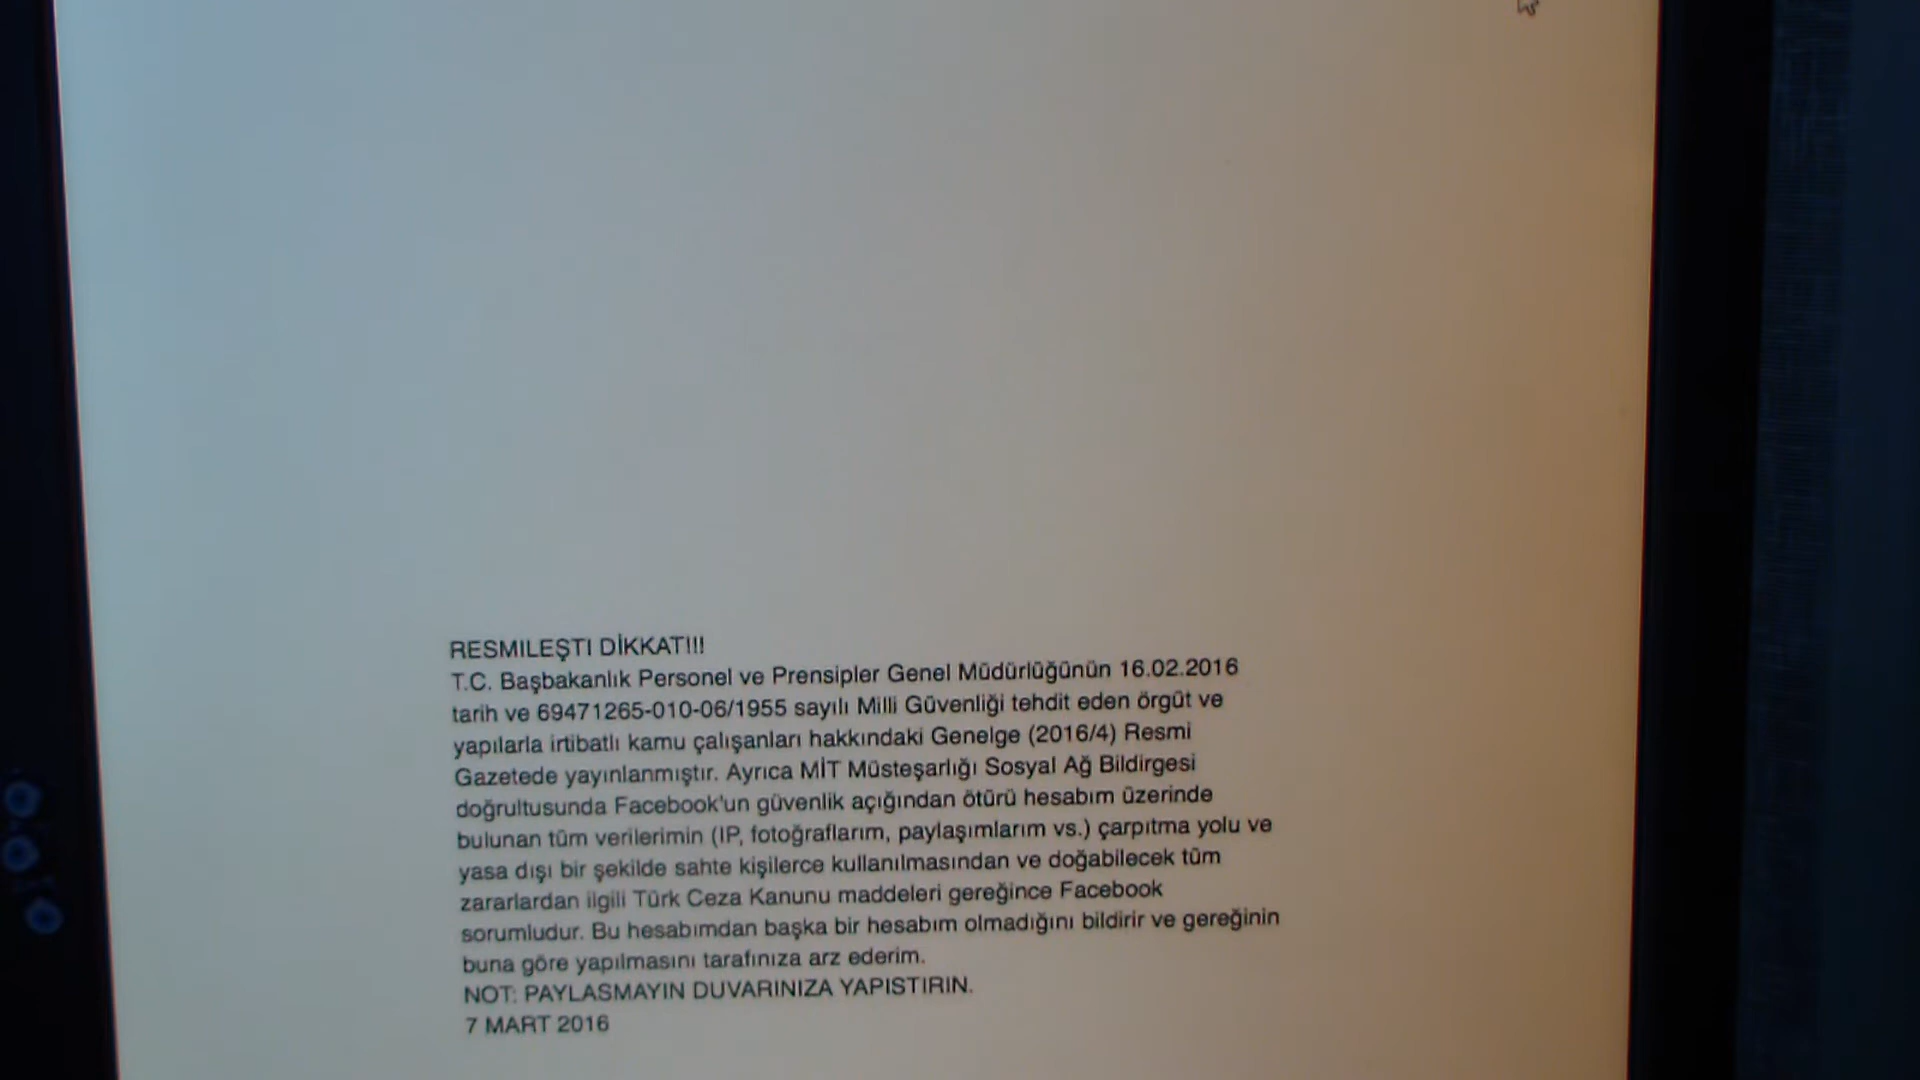 RESMILEŞTI DİKKAT!!!
T.C. Başbakanlık Personel ve Prensipler Genel Müdürlüğünün 16.02.2016
tarih ve 69471265-010-06/1955 sayılı Milli Güvenliği tehdit eden örgüt ve
yapılarla irtibatlı kamu çalışanları hakkındaki Genelge (2016/4) Resmi
Gazetede yayınlanmıştır. Ayrıca MİT Müsteşarlığı Sosyal Ağ Bildirgesi
doğrultusunda Facebook'un güvenlik açığından ötürü hesabım üzerinde
bulunan tüm verilerimin (IP, fotoğraflarım, paylaşımlarım vs.) çarpıtma yolu ve
yasa dışı bir şekilde sahte kişilerce kullanılmasından ve doğabilecek tüm
zararlardan ilgili Türk Ceza Kanunu maddeleri gereğince Facebook
sorumludur. Bu hesabımdan başka bir hesabım olmadığını bildirir ve gereğinin
buna göre yapılmasını tarafınıza arz ederim.
NOT: PAYLASMAYIN DUVARINIZA YAPISTIRIN.
7 MART 2016